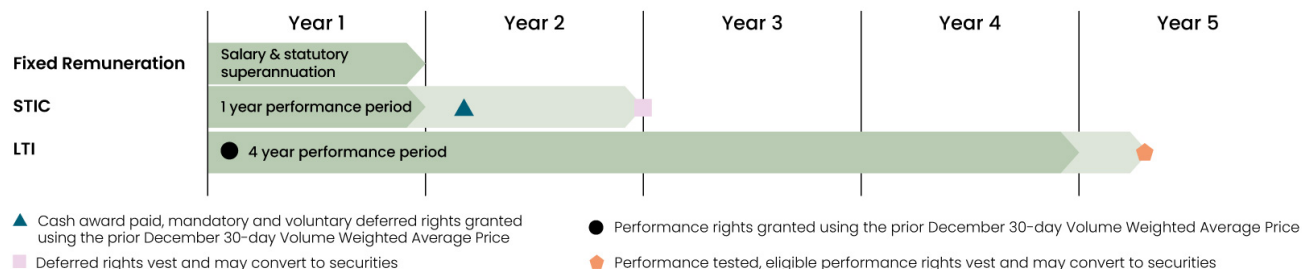 Year 1
Year 2
Year 3
Year 4
Year 5
Fixed Remuneration
Salary & statutory
superannuation
STIC
1 year performance period
LTI
4 year performance period
Cash award paid, mandatory and voluntary deferred rights granted
using the prior December 30-day Volume Weighted Average Price
Performance rights granted using the prior December 30-day Volume Weighted Average Price
Deferred rights vest and may convert to securities
Performance tested, eligible performance rights vest and may convert to securities